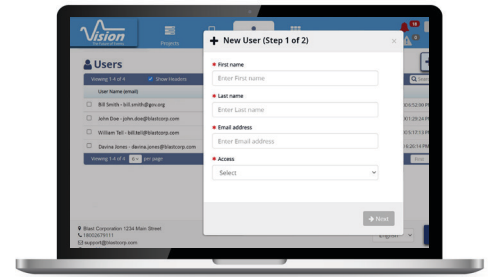 Vision
Projects
18
Users
Viewing 1-4 of 4
Show Headers
User Name (email)
Bill Smith - bill.smith@gov.org
John Doe - john.doe@blastcorp.com
William Tell - bill.tell@blastcorp.com
Davina Jones - davina.jones@blastcorp.com
Viewing 1-4 of 4
per page
New User (Step 1 of 2)
×
* First name
Enter First name
* Last name
Enter Last name
* Email address
Enter Email address
* Access
Select
→ Next
Blast Corporation 1234 Main Street
18002679111
support@blastcorp.com
English